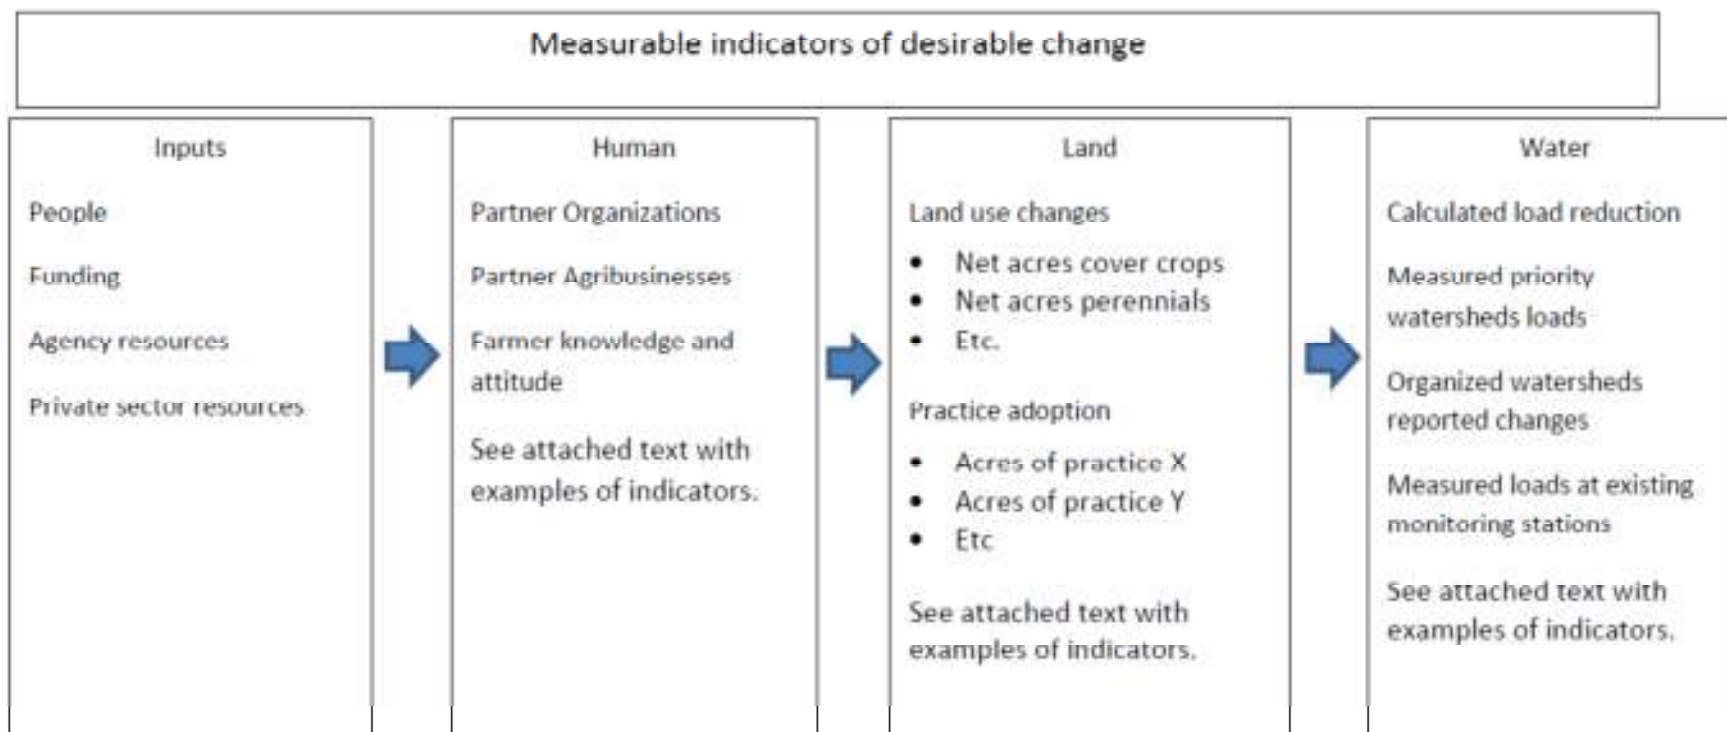 Measurable indicators of desirable change
Inputs
People
Funding
Agency resources
Private sector resources
Human
Partner Organizations
Partner Agribusinesses
Farmer knowledge and
attitude
See attached text with
examples of indicators.
Land
Land use changes
• Net acres cover crops
• Net acres perennials
• Etc.
Practice adoption
• Acres of practice X
• Acres of practice Y
• Etc
See attached text with
examples of indicators.
Water
Calculated load reduction
Measured priority
watersheds loads
Organized watersheds
reported changes
Measured loads at existing
monitoring stations
See attached text with
examples of indicators.